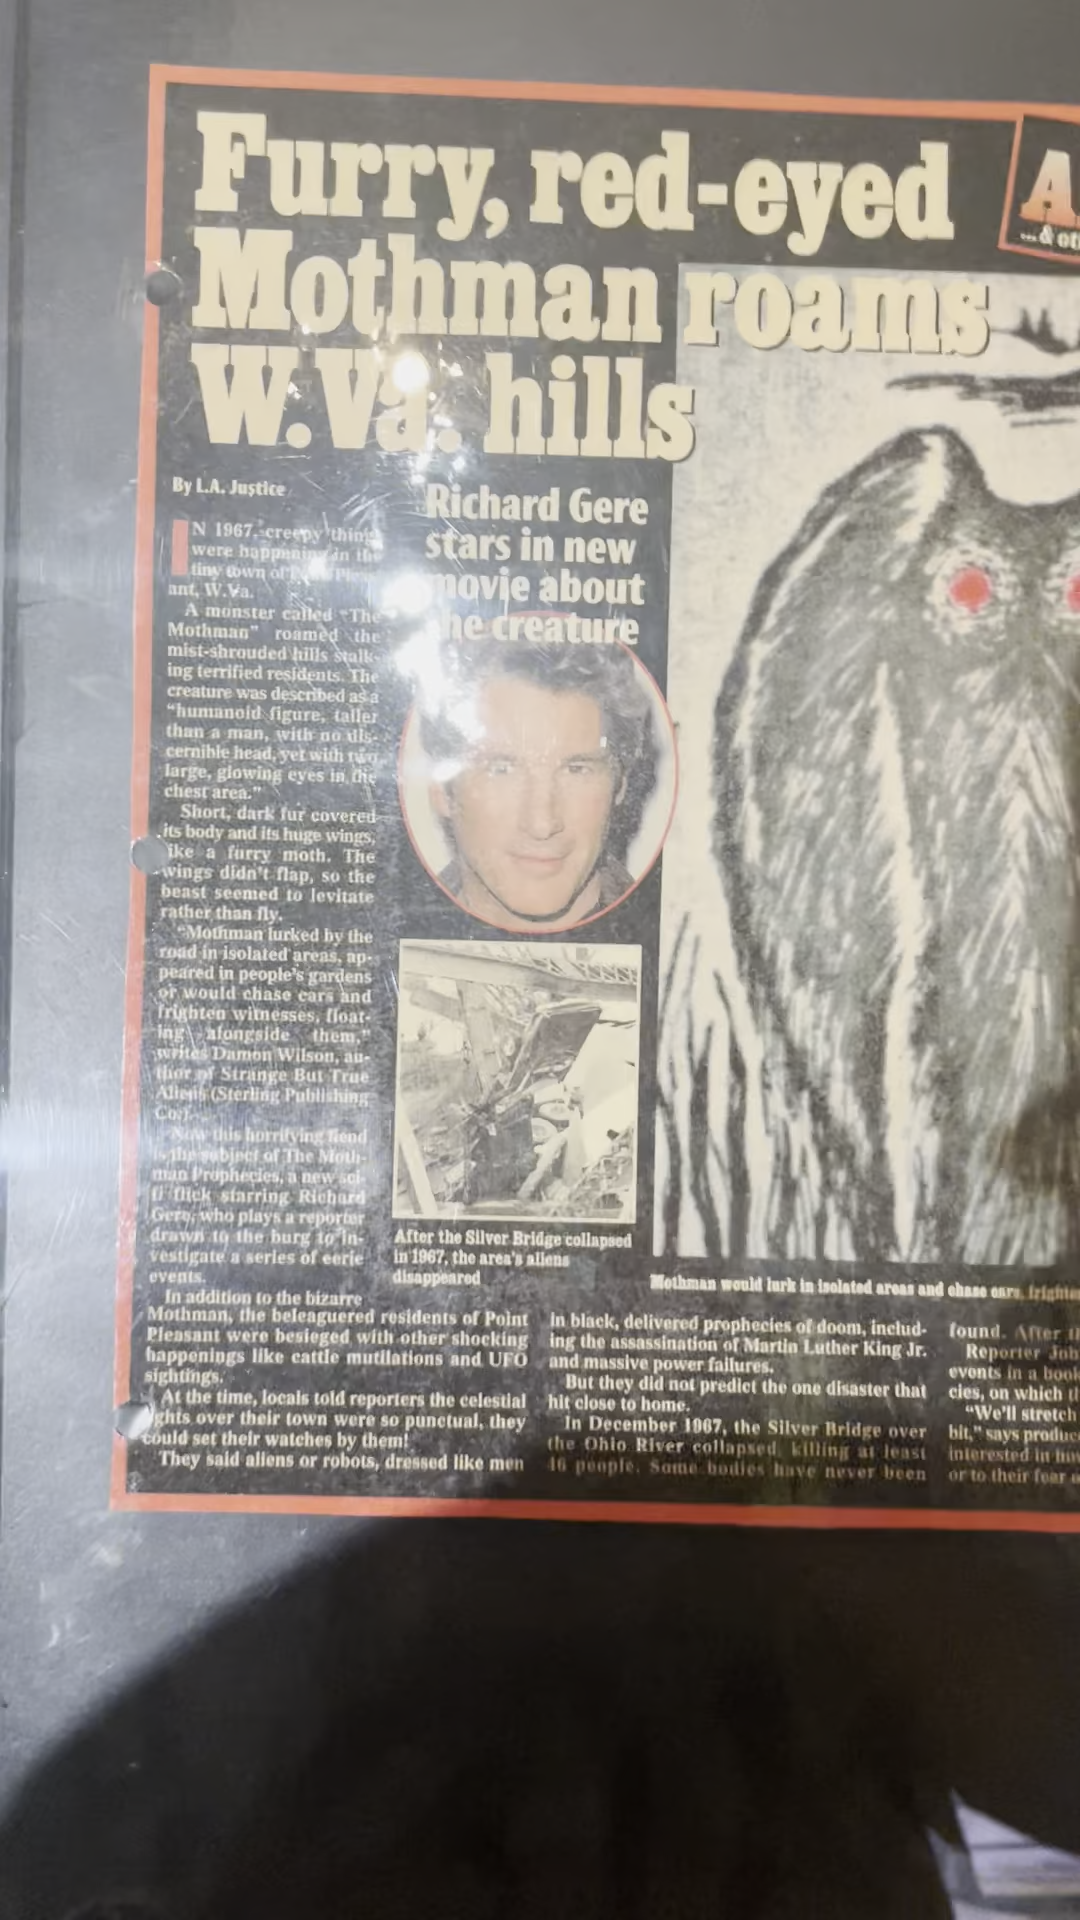 Furry, red-eyed
Mothman roams
W.Va. hills
A
...& ot
By L.A. Justice
Richard Gere
stars in new
movie about
the creature
IN 1967, creepy things
were happening in the
tiny town of Point Pleas-
ant, W.Va.
A monster called "The
Mothman" roamed the
mist-shrouded hills stalk-
ing terrified residents. The
creature was described as a
"humanoid figure, taller
than a man, with no dis-
cernible head, yet with two
large, glowing eyes in the
chest area."
Short, dark fur covered
its body and its huge wings,
like a furry moth. The
wings didn't flap, so the
beast seemed to levitate
rather than fly.
"Mothman lurked by the
road in isolated areas, ap-
peared in people's gardens
or would chase cars and
frighten witnesses, float-
ing alongside them,"
writes Damon Wilson, au-
thor of Strange But True
Aliens (Sterling Publishing
Co.).
Now this horrifying fiend
is the subject of The Moth-
man Prophecies, a new sci-
fi flick starring Richard
Gere, who plays a reporter
drawn to the burg to in-
vestigate a series of eerie
events.
In addition to the bizarre
Mothman, the beleaguered residents of Point
Pleasant were besieged with other shocking
happenings like cattle mutilations and UFO
sightings.
At the time, locals told reporters the celestial
lights over their town were so punctual, they
could set their watches by them!
They said aliens or robots, dressed like men
After the Silver Bridge collapsed
in 1967, the area's aliens
disappeared
Mothman would lurk in isolated areas and chase cars, frighte
in black, delivered prophecies of doom, includ-
ing the assassination of Martin Luther King Jr.
and massive power failures.
But they did not predict the one disaster that
hit close to home.
In December 1967, the Silver Bridge over
the Ohio River collapsed, killing at least
46 people. Some bodies have never been
found. After th
Reporter Joh
events in a book
cies, on which th
"We'll stretch
bit," says produc
interested in how
or to their fear o